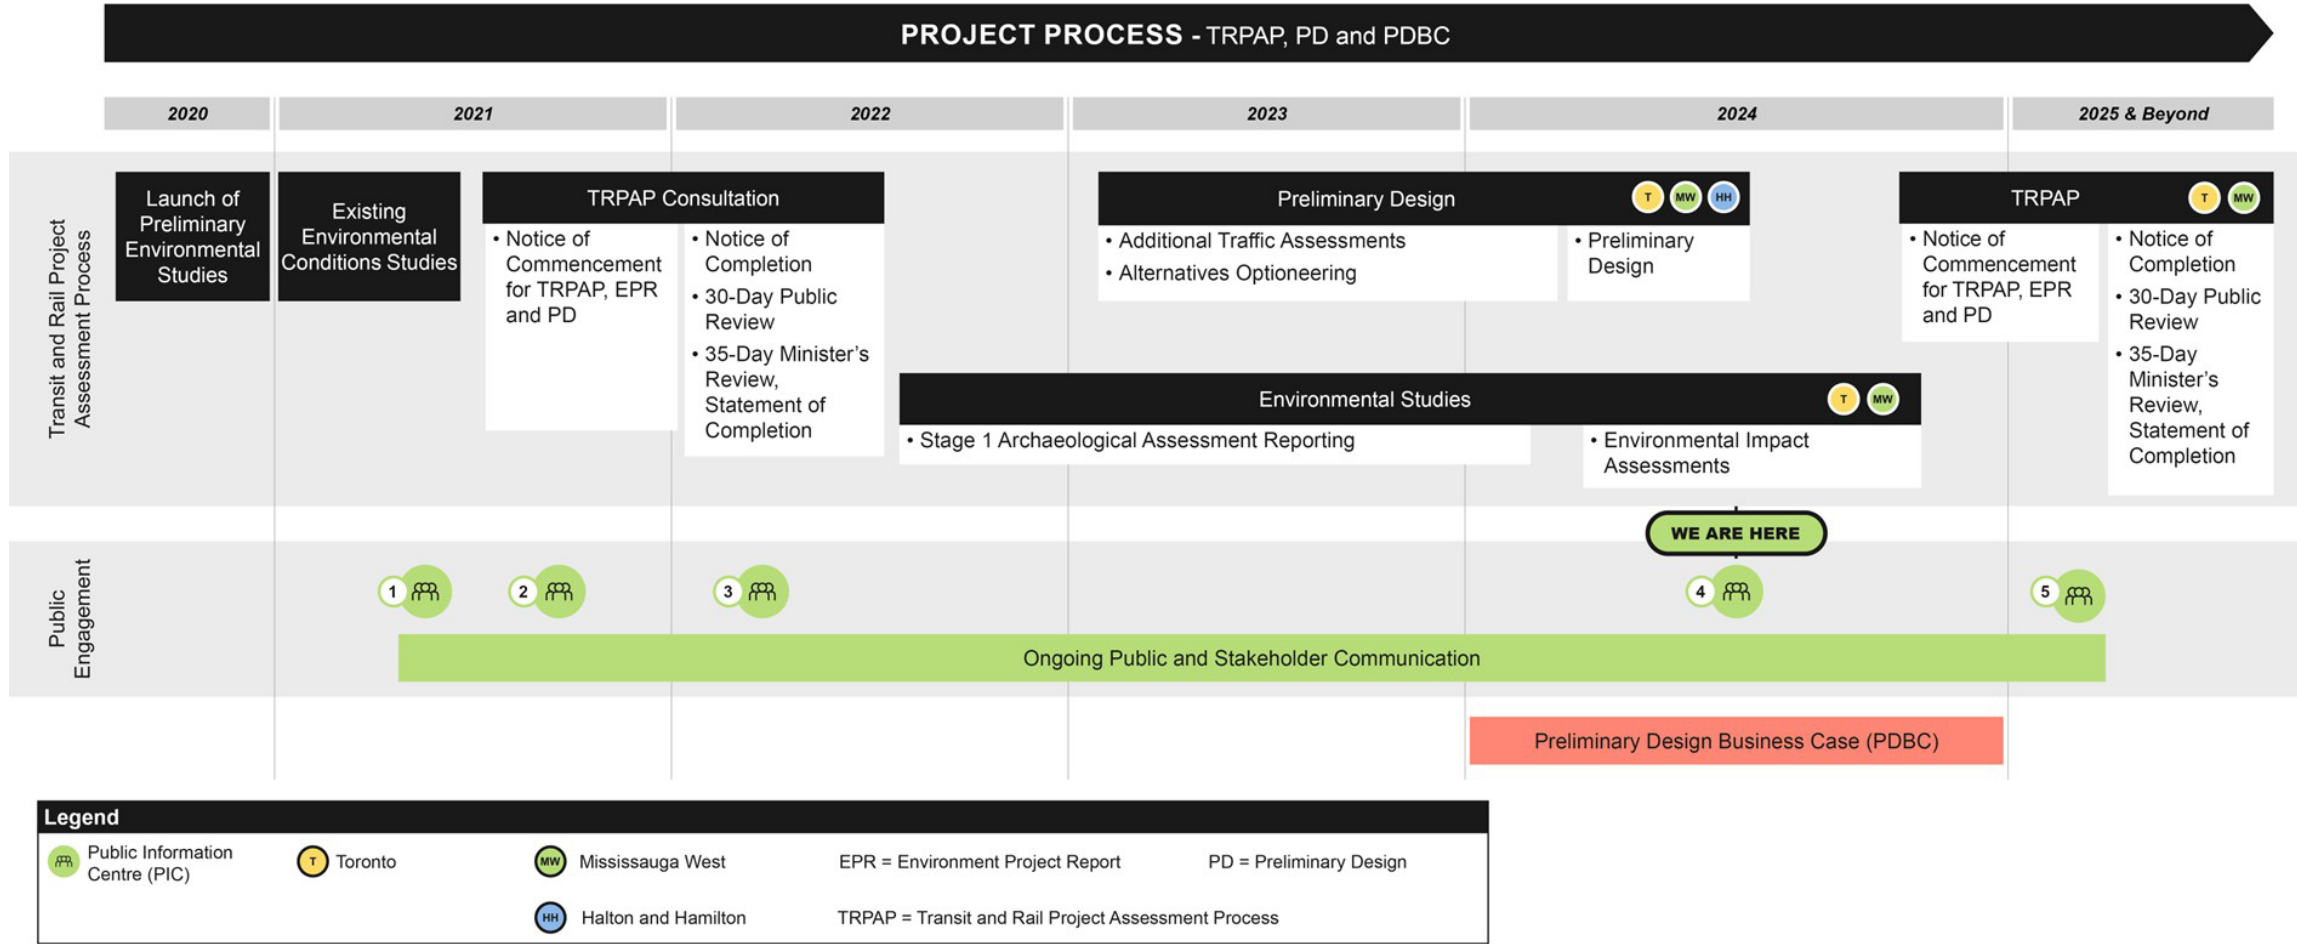 PROJECT PROCESS - TRPAP, PD and PDBC
2020
2021
2022
2023
2024
2025 & Beyond
Transit and Rail Project
Assessment Process
Launch of
Preliminary
Environmental
Studies
Existing
Environmental
Conditions Studies
TRPAP Consultation
• Notice of
Commencement
for TRPAP, EPR
and PD
• Notice of
Completion
• 30-Day Public
Review
• 35-Day Minister’s
Review,
Statement of
Completion
Preliminary Design
T
MW
HH
• Additional Traffic Assessments
• Alternatives Optioneering
• Preliminary
Design
Environmental Studies
T
MW
• Stage 1 Archaeological Assessment Reporting
• Environmental Impact
Assessments
TRPAP
T
MW
• Notice of
Commencement
for TRPAP, EPR
and PD
• Notice of
Completion
• 30-Day Public
Review
• 35-Day
Minister’s
Review,
Statement of
Completion
WE ARE HERE
Public
Engagement
1
2
3
4
5
Ongoing Public and Stakeholder Communication
Preliminary Design Business Case (PDBC)
Legend
Public Information
Centre (PIC)
T
Toronto
MW
Mississauga West
EPR = Environment Project Report
PD = Preliminary Design
HH
Halton and Hamilton
TRPAP = Transit and Rail Project Assessment Process